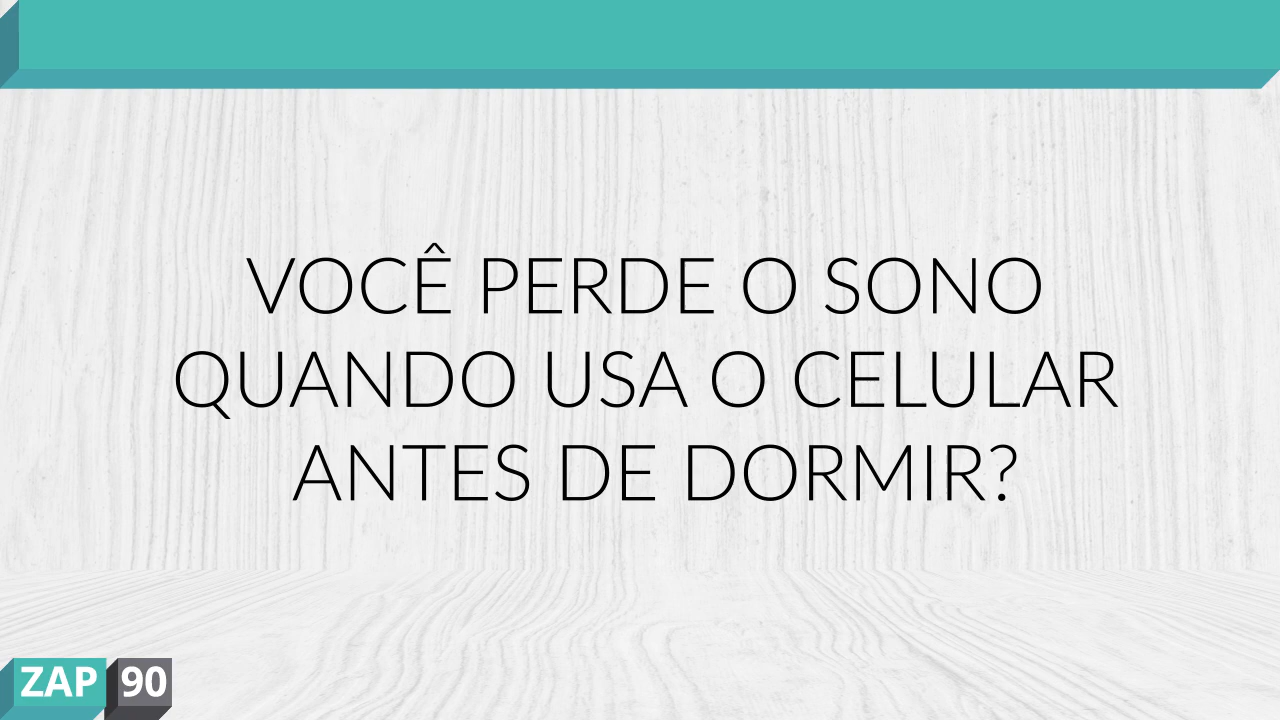 VOCÊ PERDE O SONO
QUANDO USA O CELULAR
ANTES DE DORMIR?
ZAP 90